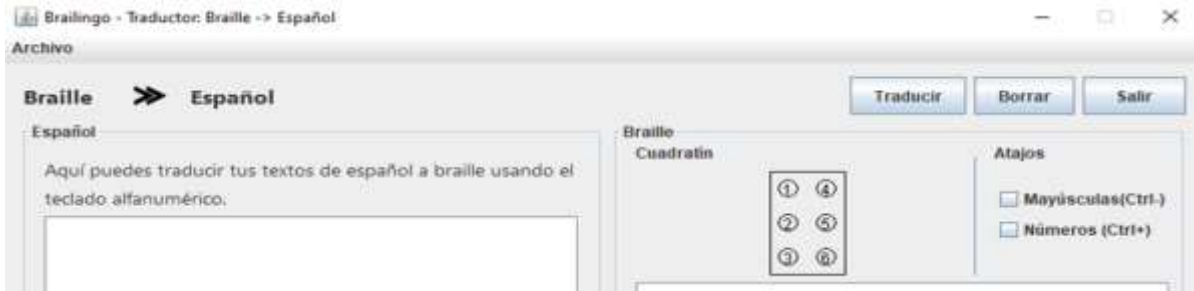 Brailingo - Traductor: Braille -> Español
Archivo
Braille >> Español
Traducir Borrar Salir
Español
Aquí puedes traducir tus textos de español a braille usando el
teclado alfanumérico.
Braille
Cuadratín
1 4
2 5
3 6
Atajos
Mayúsculas(Ctrl-)
Números (Ctrl+)